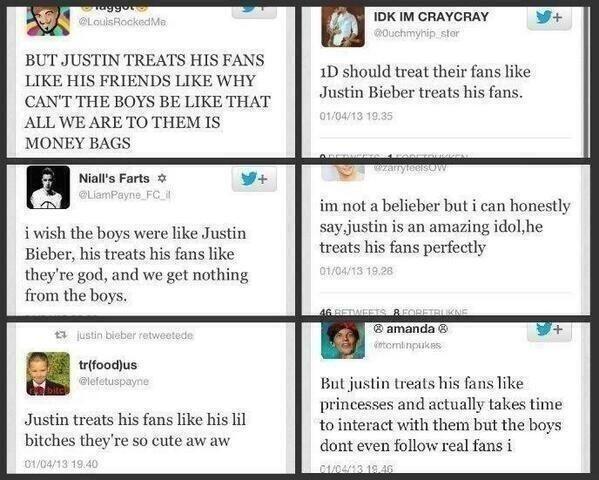 @LouisRockedMe
BUT JUSTIN TREATS HIS FANS
LIKE HIS FRIENDS LIKE WHY
CAN'T THE BOYS BE LIKE THAT
ALL WE ARE TO THEM IS
MONEY BAGS
IDK IM CRAYCRAY
@Ouchmyhip_ster
1D should treat their fans like
Justin Bieber treats his fans.
01/04/13 19.35
Niall's Farts
@LiamPayne_FC_il
i wish the boys were like Justin
Bieber, his treats his fans like
they're god, and we get nothing
from the boys.
@zarryfeelsOW
im not a belieber but i can honestly
say,justin is an amazing idol,he
treats his fans perfectly
01/04/13 19.28
46 RETWEETS 8
justin bieber retweetede
tr(food)us
@lefetuspayne
Justin treats his fans like his lil
bitches they're so cute aw aw
01/04/13 19.40
® amanda ®
@tomlinpukes
But justin treats his fans like
princesses and actually takes time
to interact with them but the boys
dont even follow real fans i
01/04/13 19.46